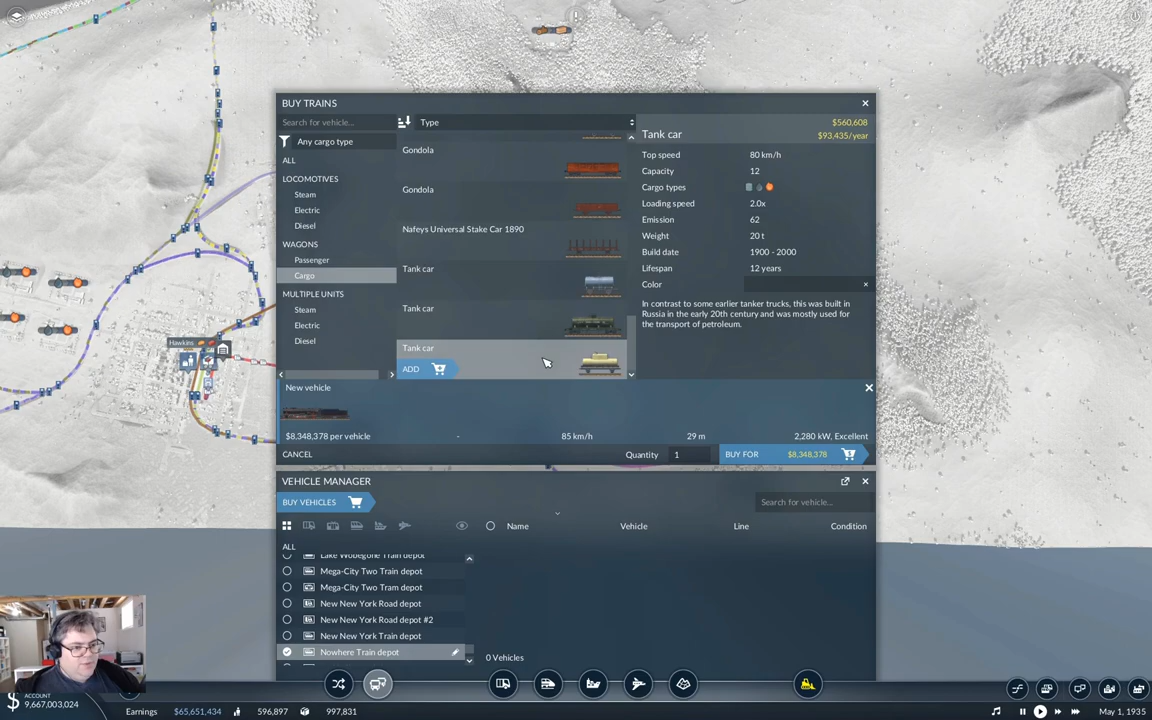 BUY TRAINS
Search for vehicle...
Type
Any cargo type
ALL
LOCOMOTIVES
Steam
Electric
Diesel
WAGONS
Passenger
Cargo
MULTIPLE UNITS
Steam
Electric
Diesel
Gondola
Gondola
Nafeys Universal Stake Car 1890
Tank car
Tank car
Tank car
ADD
Tank car
$560,608
$93,435/year
Top speed 80 km/h
Capacity 12
Cargo types
Loading speed 2.0x
Emission 62
Weight 20 t
Build date 1900 - 2000
Lifespan 12 years
Color
In contrast to some earlier tanker trucks, this was built in
Russia in the early 20th century and was mostly used for
the transport of petroleum.
Hawkins
New vehicle
$8,348,378 per vehicle - 85 km/h 29 m 2,280 kW, Excellent
CANCEL Quantity 1 BUY FOR $8,348,378
VEHICLE MANAGER
BUY VEHICLES
Search for vehicle...
Name Vehicle Line Condition
ALL
Lake Wobegone Train depot
Mega-City Two Train depot
Mega-City Two Tram depot
New New York Road depot
New New York Road depot #2
New New York Train depot
Nowhere Train depot
0 Vehicles
$ ACCOUNT
9,667,003,024
Earnings $65,651,434 596,897 997,831
May 1, 1935